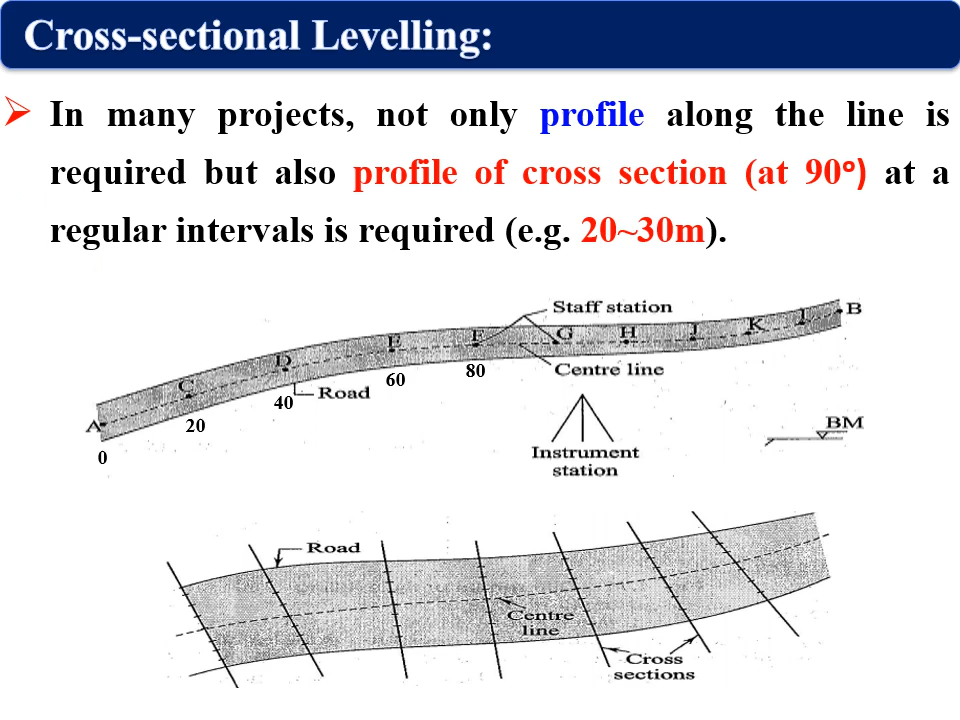 Cross-sectional Levelling:
➢ In many projects, not only profile along the line is
required but also profile of cross section (at 90°) at a
regular intervals is required (e.g. 20~30m).
Staff station
A C D E F G H J K L B
Centre line
Road
0 20 40 60 80
BM
Instrument
station
Road
Centre
line
Cross
sections